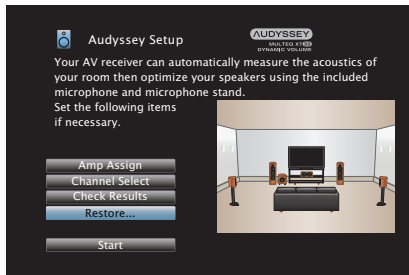 Audyssey Setup
AUDYSSEY
MULTEQ XT32
DYNAMIC VOLUME
Your AV receiver can automatically measure the acoustics of
your room then optimize your speakers using the included
microphone and microphone stand.
Set the following items
if necessary.
Amp Assign
Channel Select
Check Results
Restore...
Start